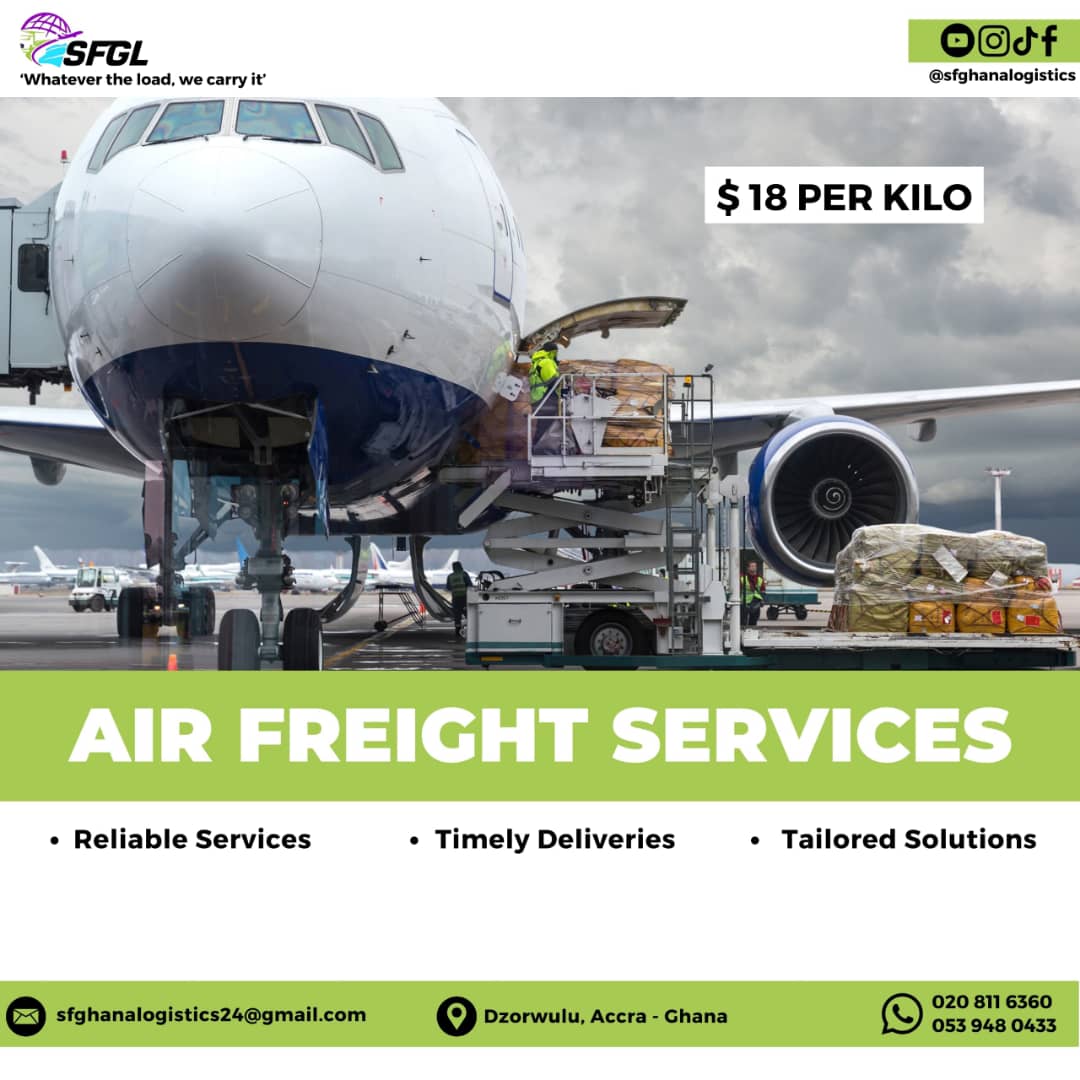 SFGL
‘Whatever the load, we carry it’
@sfghanalogistics
$ 18 PER KILO
AIR FREIGHT SERVICES
• Reliable Services
• Timely Deliveries
• Tailored Solutions
sfghanalogistics24@gmail.com
Dzorwulu, Accra - Ghana
020 811 6360
053 948 0433